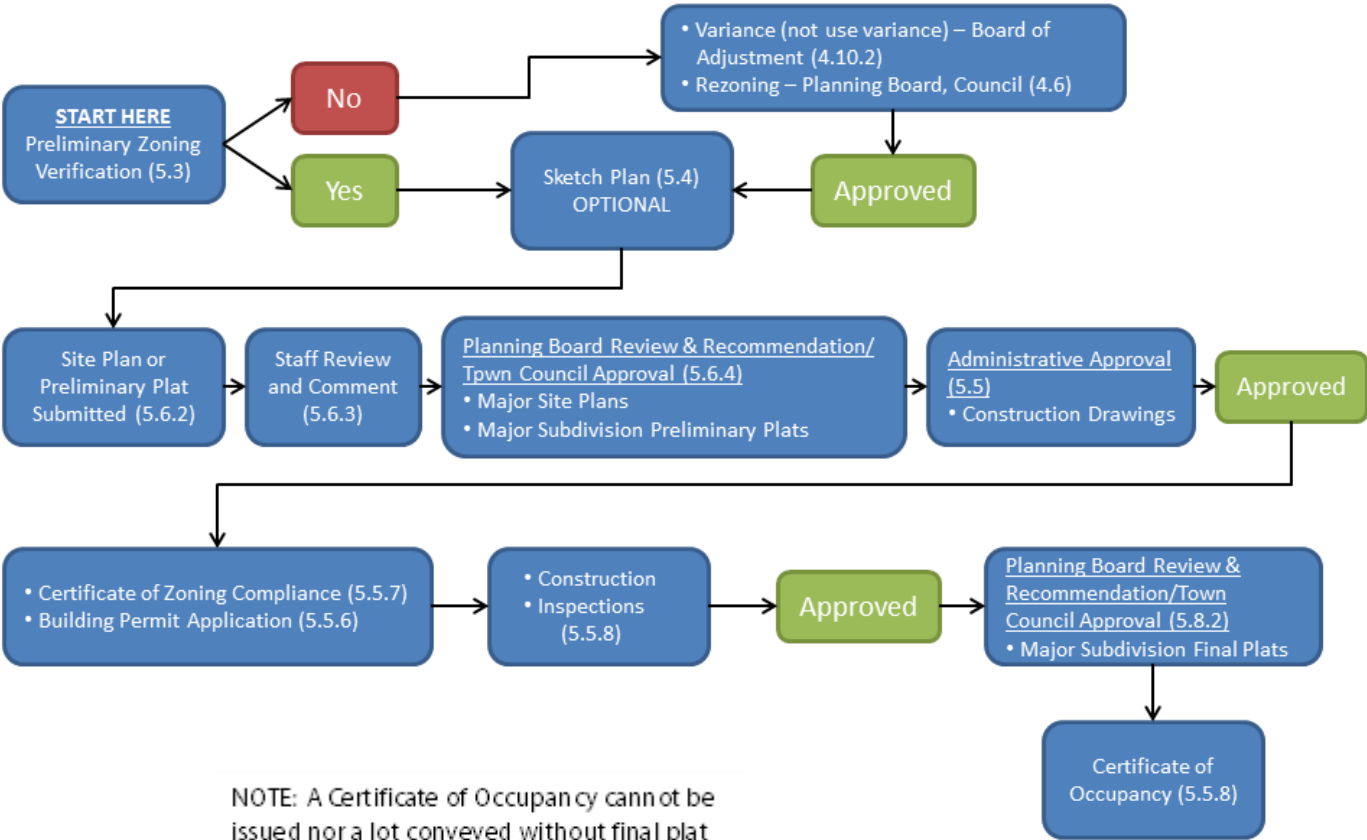 START HERE
Preliminary Zoning
Verification (5.3)
No
Yes
• Variance (not use variance) – Board of
Adjustment (4.10.2)
• Rezoning – Planning Board, Council (4.6)
Approved
Sketch Plan (5.4)
OPTIONAL
Site Plan or
Preliminary Plat
Submitted (5.6.2)
Staff Review
and Comment
(5.6.3)
Planning Board Review & Recommendation/
Tpwn Council Approval (5.6.4)
• Major Site Plans
• Major Subdivision Preliminary Plats
Administrative Approval
(5.5)
• Construction Drawings
Approved
• Certificate of Zoning Compliance (5.5.7)
• Building Permit Application (5.5.6)
• Construction
• Inspections
(5.5.8)
Approved
Planning Board Review &
Recommendation/Town
Council Approval (5.8.2)
• Major Subdivision Final Plats
Certificate of
Occupancy (5.5.8)
NOTE: A Certificate of Occupancy cannot be
issued nor a lot conveyed without final plat